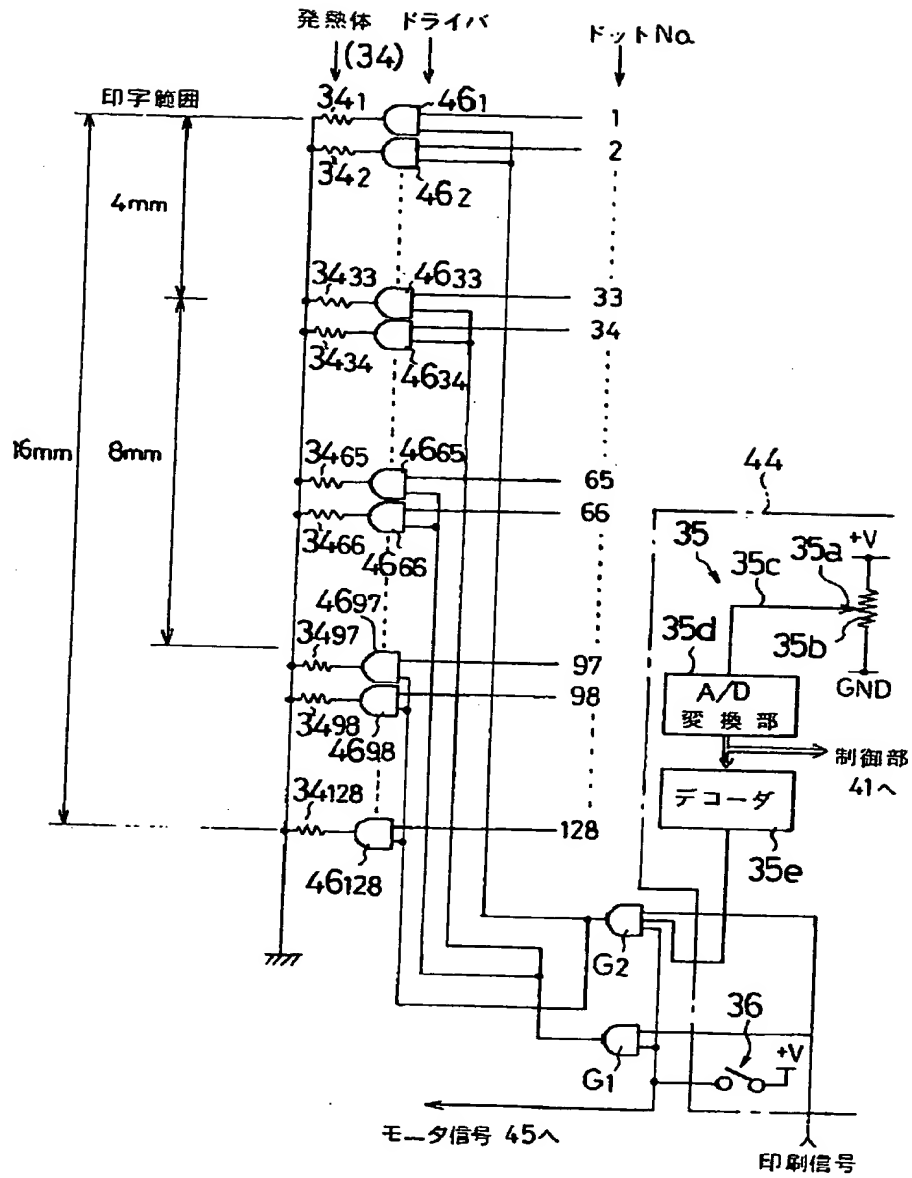 発熱体 ドライバ
(34)
ドットNo.
印字範囲
34₁ 46₁ 1
34₂ 46₂ 2
4mm
34₃₃ 46₃₃ 33
34₃₄ 46₃₄ 34
16mm
8mm
34₆₅ 46₆₅ 65
34₆₆ 46₆₆ 66
44
35
35c
35a
+V
35b
GND
35d
A/D
変換部
制御部
41へ
デコーダ
35e
34₉₇ 46₉₇ 97
34₉₈ 46₉₈ 98
34₁₂₈ 46₁₂₈ 128
G2
G1
36
+V
モータ信号 45へ
印刷信号